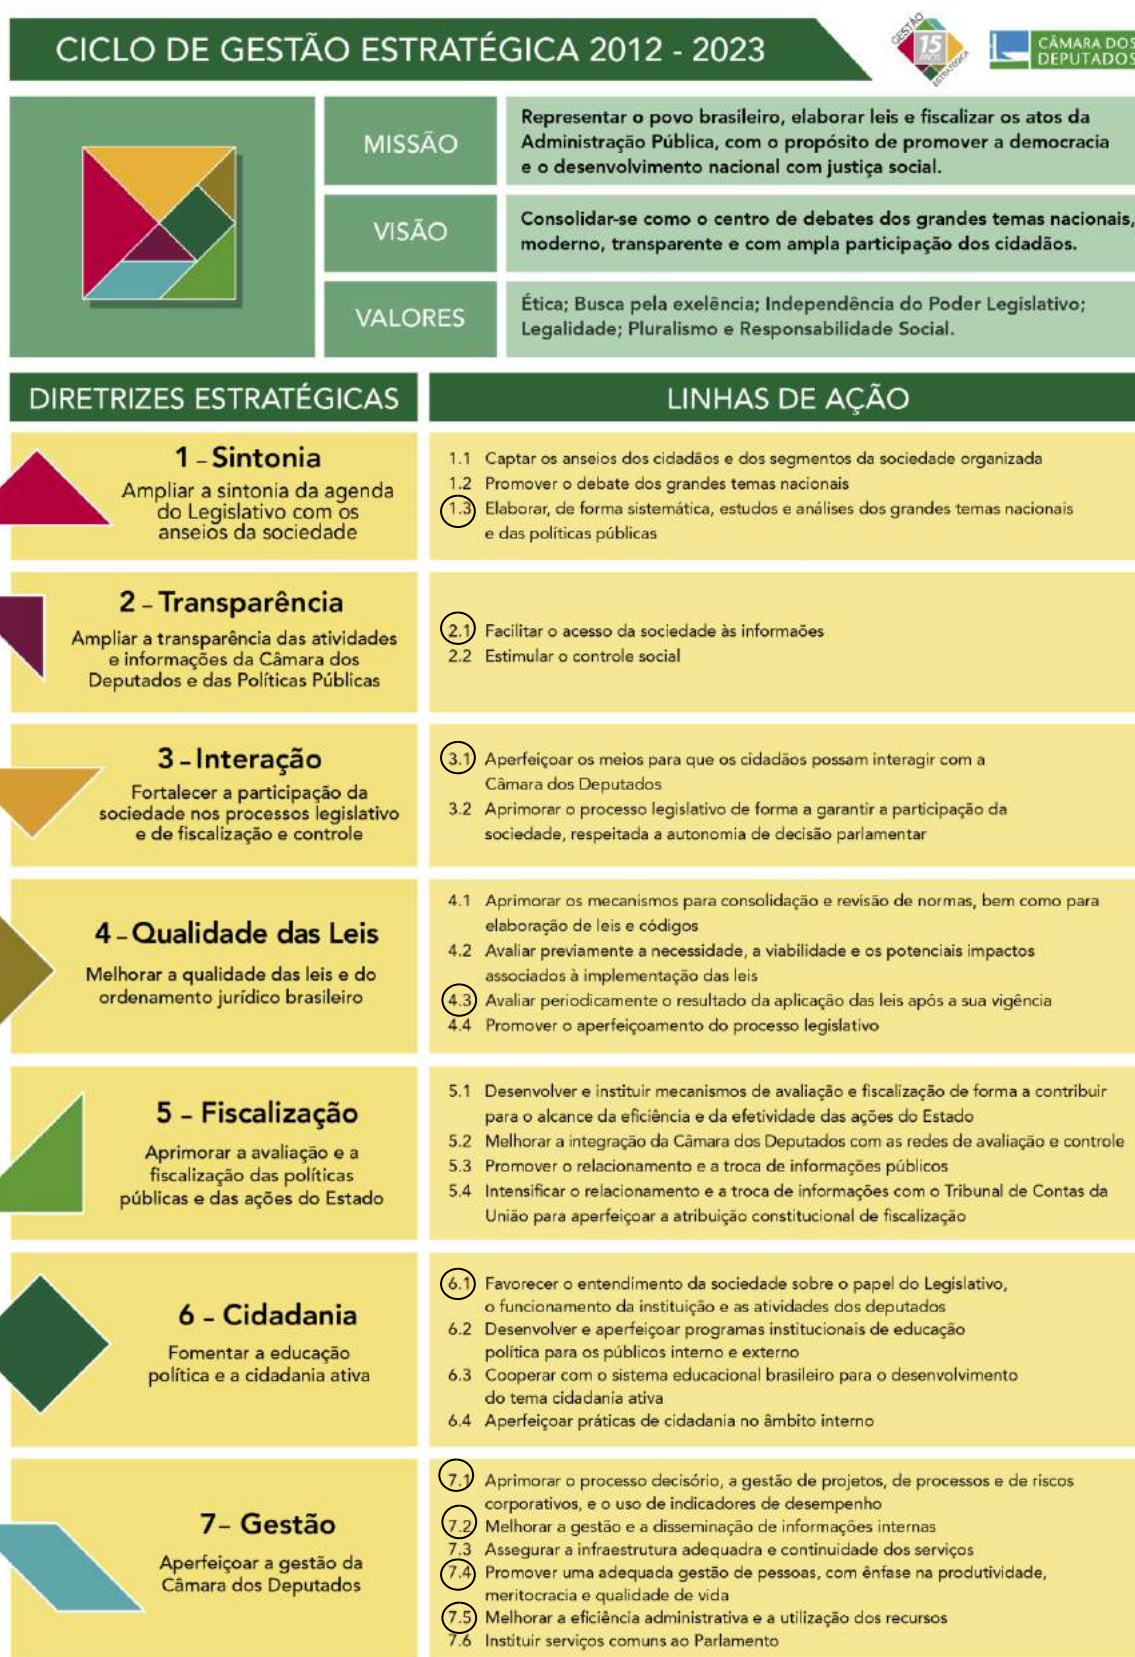 CICLO DE GESTÃO ESTRATÉGICA 2012 - 2023
GESTÃO
15
ANOS
ESTRATÉGICA
CÂMARA DOS
DEPUTADOS
MISSÃO
Representar o povo brasileiro, elaborar leis e fiscalizar os atos da
Administração Pública, com o propósito de promover a democracia
e o desenvolvimento nacional com justiça social.
VISÃO
Consolidar-se como o centro de debates dos grandes temas nacionais,
moderno, transparente e com ampla participação dos cidadãos.
VALORES
Ética; Busca pela exelência; Independência do Poder Legislativo;
Legalidade; Pluralismo e Responsabilidade Social.
DIRETRIZES ESTRATÉGICAS
LINHAS DE AÇÃO
1 – Sintonia
Ampliar a sintonia da agenda
do Legislativo com os
anseios da sociedade
1.1 Captar os anseios dos cidadãos e dos segmentos da sociedade organizada
1.2 Promover o debate dos grandes temas nacionais
1.3 Elaborar, de forma sistemática, estudos e análises dos grandes temas nacionais
e das políticas públicas
2 – Transparência
Ampliar a transparência das atividades
e informações da Câmara dos
Deputados e das Políticas Públicas
2.1 Facilitar o acesso da sociedade às informaões
2.2 Estimular o controle social
3 – Interação
Fortalecer a participação da
sociedade nos processos legislativo
e de fiscalização e controle
3.1 Aperfeiçoar os meios para que os cidadãos possam interagir com a
Câmara dos Deputados
3.2 Aprimorar o processo legislativo de forma a garantir a participação da
sociedade, respeitada a autonomia de decisão parlamentar
4 – Qualidade das Leis
Melhorar a qualidade das leis e do
ordenamento jurídico brasileiro
4.1 Aprimorar os mecanismos para consolidação e revisão de normas, bem como para
elaboração de leis e códigos
4.2 Avaliar previamente a necessidade, a viabilidade e os potenciais impactos
associados à implementação das leis
4.3 Avaliar periodicamente o resultado da aplicação das leis após a sua vigência
4.4 Promover o aperfeiçoamento do processo legislativo
5 – Fiscalização
Aprimorar a avaliação e a
fiscalização das políticas
públicas e das ações do Estado
5.1 Desenvolver e instituir mecanismos de avaliação e fiscalização de forma a contribuir
para o alcance da eficiência e da efetividade das ações do Estado
5.2 Melhorar a integração da Câmara dos Deputados com as redes de avaliação e controle
5.3 Promover o relacionamento e a troca de informações públicos
5.4 Intensificar o relacionamento e a troca de informações com o Tribunal de Contas da
União para aperfeiçoar a atribuição constitucional de fiscalização
6 – Cidadania
Fomentar a educação
política e a cidadania ativa
6.1 Favorecer o entendimento da sociedade sobre o papel do Legislativo,
o funcionamento da instituição e as atividades dos deputados
6.2 Desenvolver e aperfeiçoar programas institucionais de educação
política para os públicos interno e externo
6.3 Cooperar com o sistema educacional brasileiro para o desenvolvimento
do tema cidadania ativa
6.4 Aperfeiçoar práticas de cidadania no âmbito interno
7– Gestão
Aperfeiçoar a gestão da
Câmara dos Deputados
7.1 Aprimorar o processo decisório, a gestão de projetos, de processos e de riscos
corporativos, e o uso de indicadores de desempenho
7.2 Melhorar a gestão e a disseminação de informações internas
7.3 Assegurar a infraestrutura adequadra e continuidade dos serviços
7.4 Promover uma adequada gestão de pessoas, com ênfase na produtividade,
meritocracia e qualidade de vida
7.5 Melhorar a eficiência administrativa e a utilização dos recursos
7.6 Instituir serviços comuns ao Parlamento